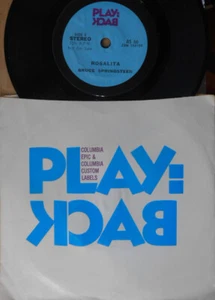 PLAY:
BACK
STEREO
ROSALITA
BRUCE SPRINGSTEEN
PLAY:
BACK
COLUMBIA
EPIC &
COLUMBIA
CUSTOM
LABELS